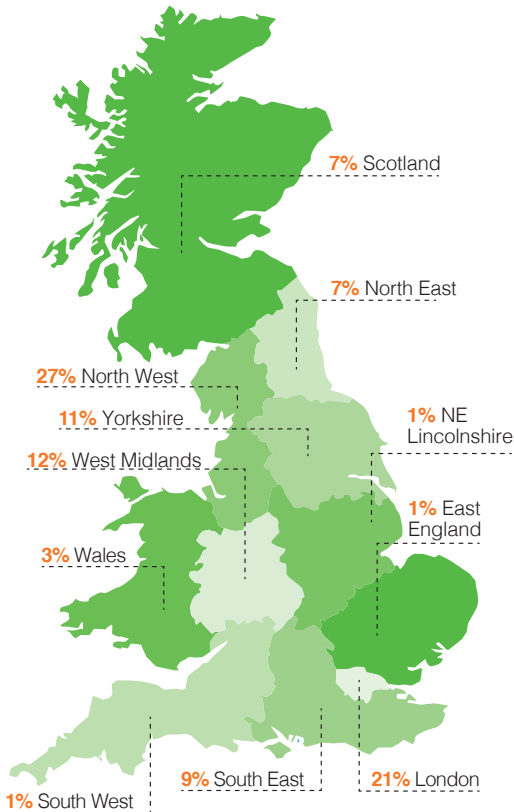 7% Scotland
7% North East
27% North West
11% Yorkshire
1% NE
Lincolnshire
12% West Midlands
1% East
England
3% Wales
9% South East
21% London
1% South West